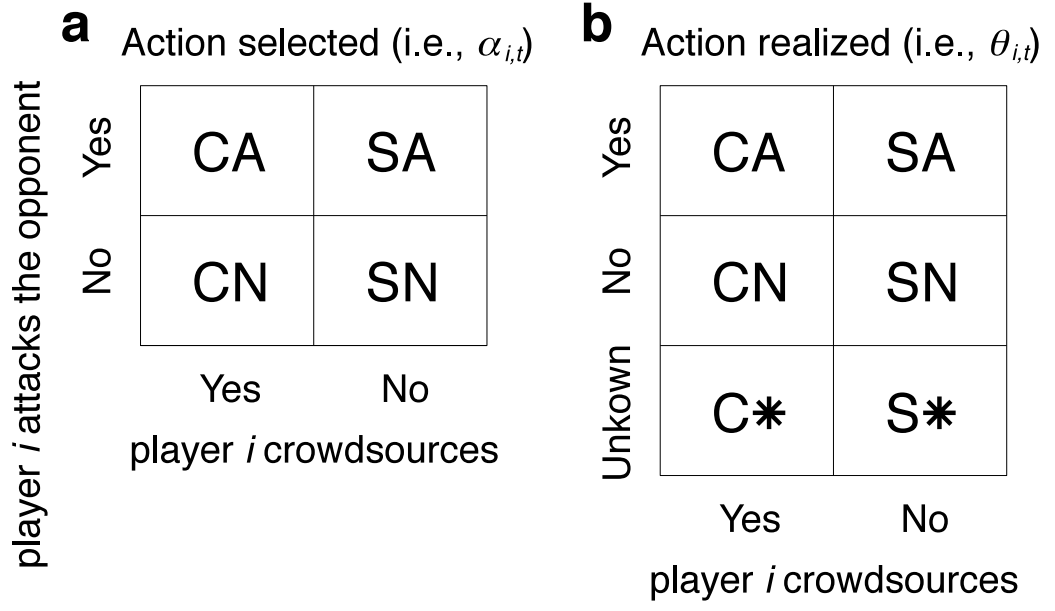 a Action selected (i.e., αi,t)
player i attacks the opponent
Yes
CA SA
No
CN SN
Yes No
player i crowdsources
b Action realized (i.e., θi,t)
Yes
CA SA
No
CN SN
Unkown
C* S*
Yes No
player i crowdsources